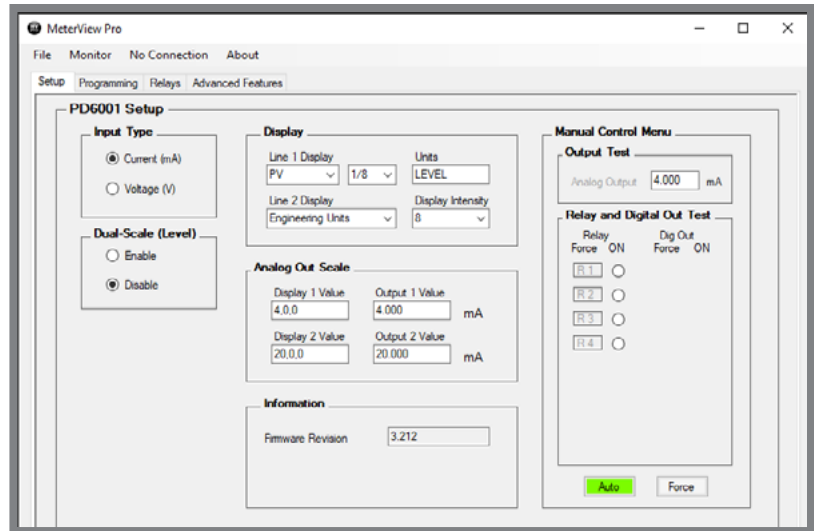 MeterView Pro
File Monitor No Connection About
Setup Programming Relays Advanced Features
PD6001 Setup
Input Type
Current (mA)
Voltage (V)
Dual-Scale (Level)
Enable
Disable
Display
Line 1 Display Units
PV 1/8 LEVEL
Line 2 Display Display Intensity
Engineering Units 8
Analog Out Scale
Display 1 Value Output 1 Value
4,0,0 4.000 mA
Display 2 Value Output 2 Value
20,0,0 20.000 mA
Information
Firmware Revision 3.212
Manual Control Menu
Output Test
Analog Output 4.000 mA
Relay and Digital Out Test
Relay Dig Out
Force ON Force ON
R 1
R 2
R 3
R 4
Auto Force